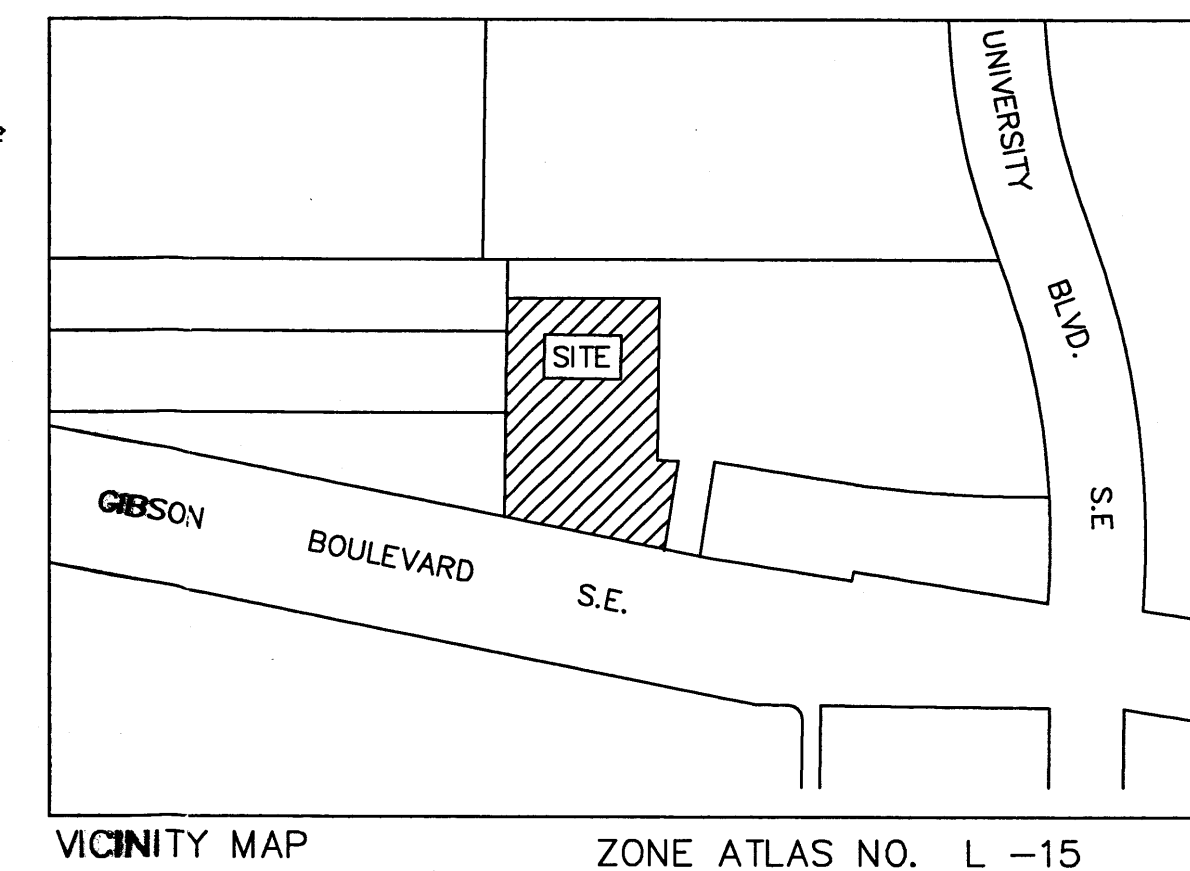 UNIVERSITY BLVD. S.E
SITE
GIBSON BOULEVARD S.E.
VICINITY MAP
ZONE ATLAS NO. L -15